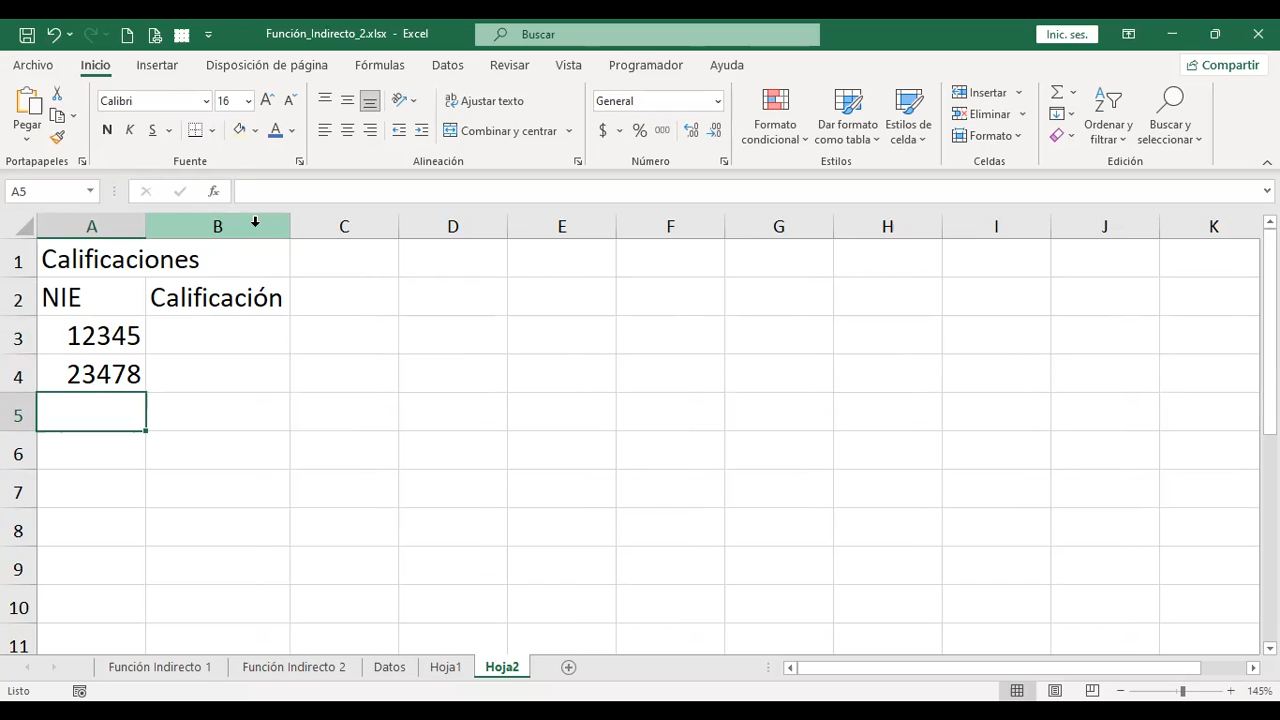 Función_Indirecto_2.xlsx - Excel
Buscar
Inic. ses.
Archivo Inicio Insertar Disposición de página Fórmulas Datos Revisar Vista Programador Ayuda
Compartir
Pegar
Calibri 16
N K S
Ajustar texto
Combinar y centrar
General
$ % 000
Formato condicional
Dar formato como tabla
Estilos de celda
Insertar
Eliminar
Formato
Ordenar y filtrar
Buscar y seleccionar
Portapapeles Fuente Alineación Número Estilos Celdas Edición
A5 fx
A B C D E F G H I J K
1 Calificaciones
2 NIE Calificación
3 12345
4 23478
5
6
7
8
9
10
11
Función Indirecto 1 Función Indirecto 2 Datos Hoja1 Hoja2
Listo 145%